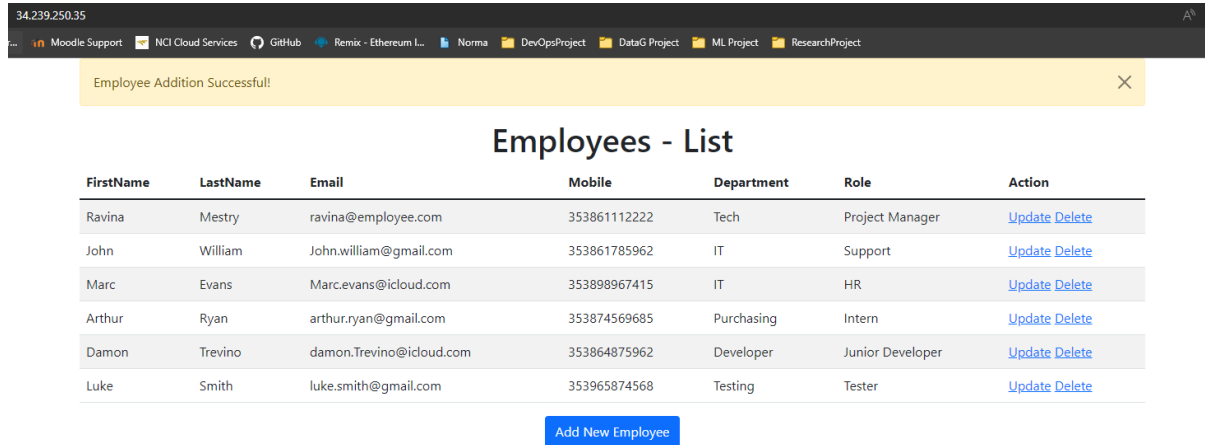 34.239.250.35
r... Moodle Support NCI Cloud Services GitHub Remix - Ethereum I... Norma DevOpsProject DataG Project ML Project ResearchProject
Employee Addition Successful!
Employees - List
FirstName LastName Email Mobile Department Role Action
Ravina Mestry ravina@employee.com 353861112222 Tech Project Manager Update Delete
John William John.william@gmail.com 353861785962 IT Support Update Delete
Marc Evans Marc.evans@icloud.com 353898967415 IT HR Update Delete
Arthur Ryan arthur.ryan@gmail.com 353874569685 Purchasing Intern Update Delete
Damon Trevino damon.Trevino@icloud.com 353864875962 Developer Junior Developer Update Delete
Luke Smith luke.smith@gmail.com 353965874568 Testing Tester Update Delete
Add New Employee